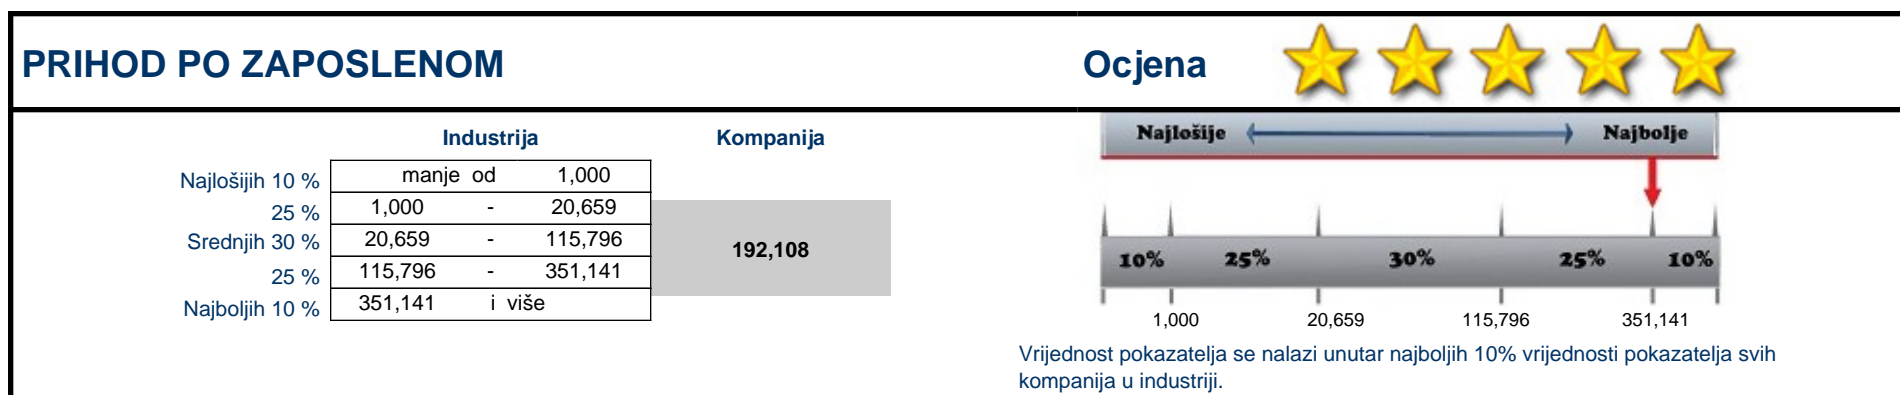 PRIHOD PO ZAPOSLENOM Ocjena
Industrija Kompanija
Najlošijih 10 % manje od 1,000
25 % 1,000 - 20,659
Srednjih 30 % 20,659 - 115,796
25 % 115,796 - 351,141
Najboljih 10 % 351,141 i više
192,108
Najlošije Najbolje
10% 25% 30% 25% 10%
1,000 20,659 115,796 351,141
Vrijednost pokazatelja se nalazi unutar najboljih 10% vrijednosti pokazatelja svih
kompanija u industriji.